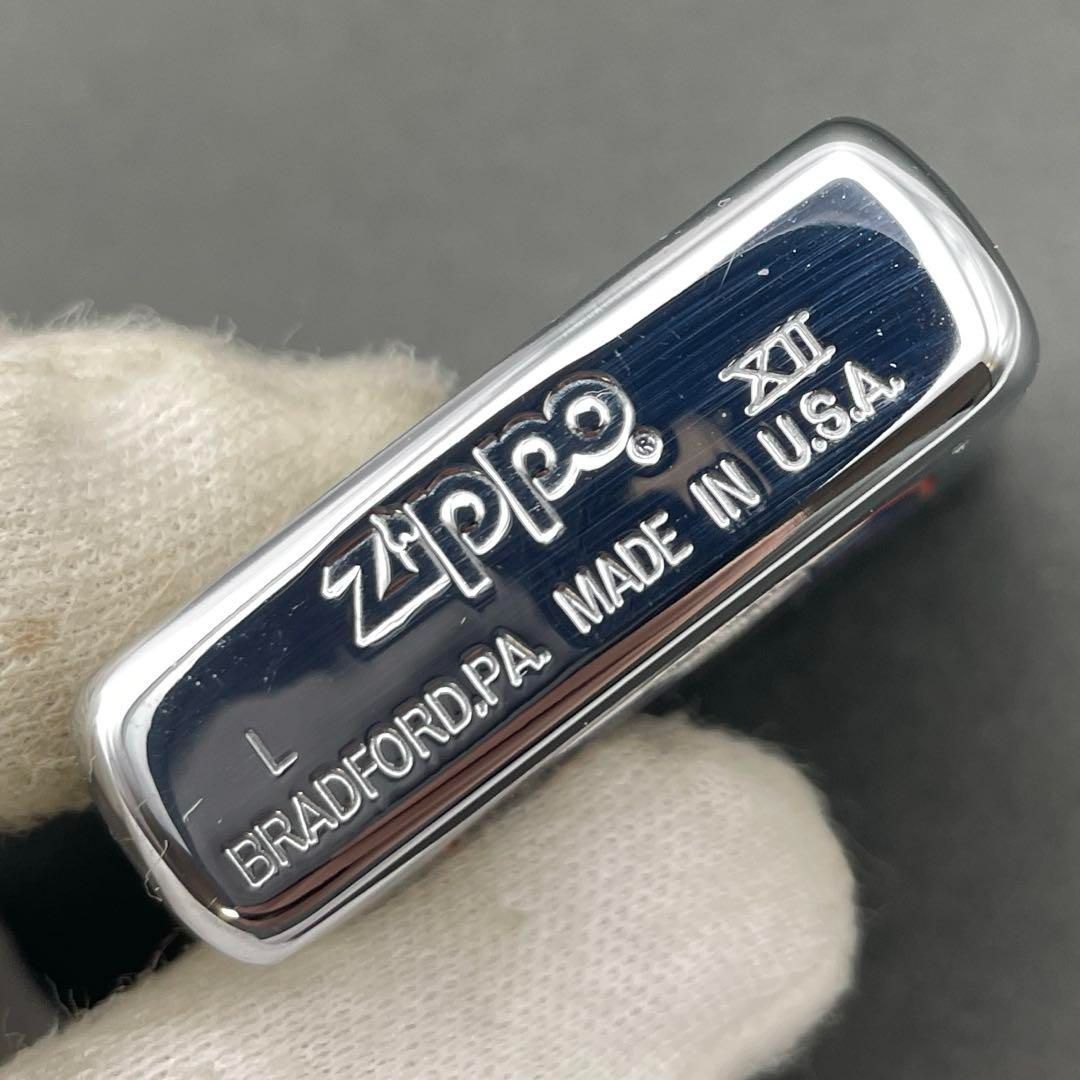 Zippo®
L XII
BRADFORD,PA. MADE IN U.S.A.